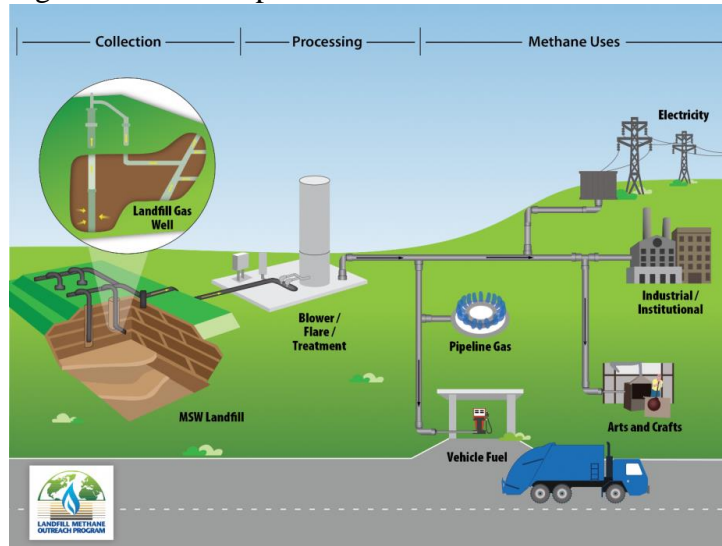 Collection
Processing
Methane Uses
Electricity
Landfill Gas
Well
Industrial /
Institutional
Blower /
Flare /
Treatment
Pipeline Gas
MSW Landfill
Arts and Crafts
Vehicle Fuel
LANDFILL METHANE
OUTREACH PROGRAM